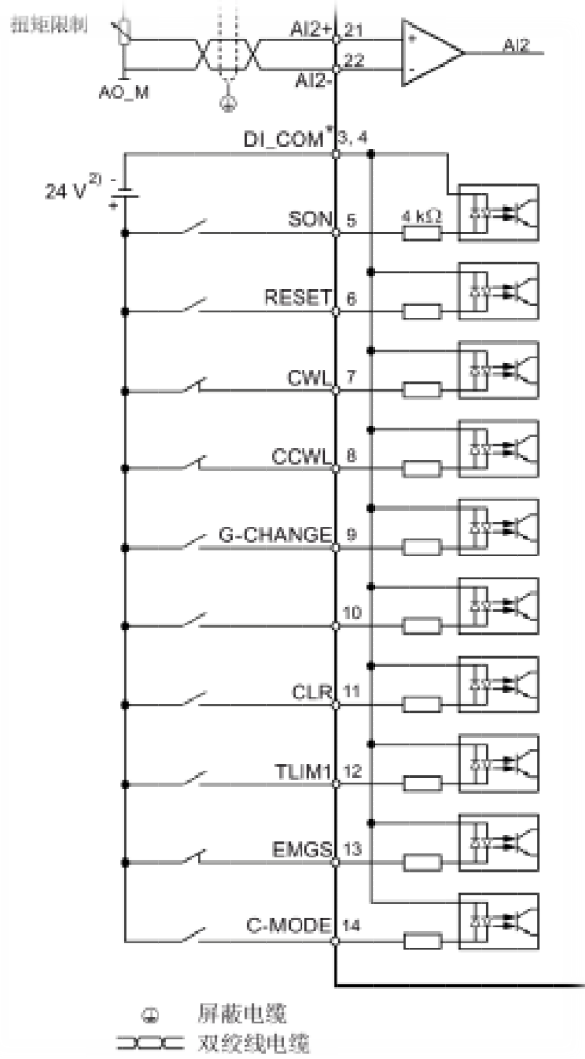 扭矩限制
AI2+ 21
22
AI2-
AI2
AO_M
DI_COM* 3, 4
24 V 2) -
+
SON 5 4 kΩ
RESET 6
CWL 7
CCWL 8
G-CHANGE 9
10
CLR 11
TLIM1 12
EMGS 13
C-MODE 14
屏蔽电缆
双绞线电缆